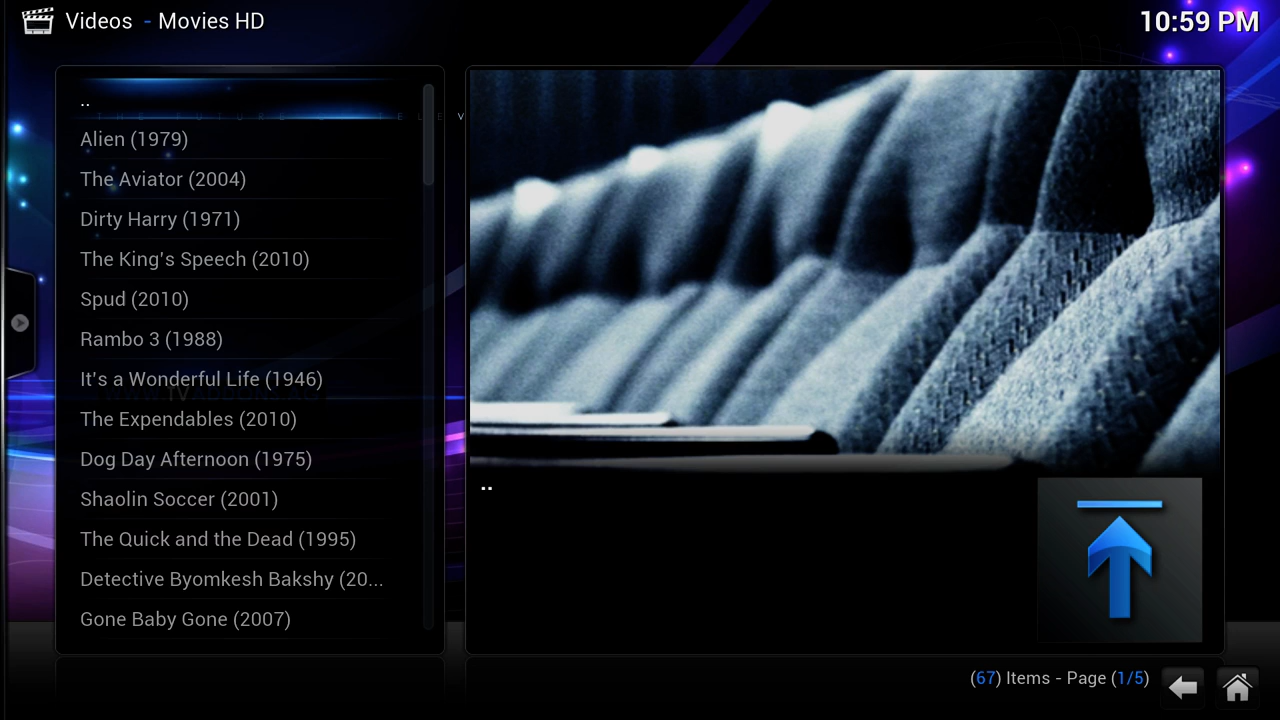 Videos - Movies HD
10:59 PM
..
Alien (1979)
The Aviator (2004)
Dirty Harry (1971)
The King's Speech (2010)
Spud (2010)
Rambo 3 (1988)
It's a Wonderful Life (1946)
The Expendables (2010)
Dog Day Afternoon (1975)
Shaolin Soccer (2001)
The Quick and the Dead (1995)
Detective Byomkesh Bakshy (20...
Gone Baby Gone (2007)
..
(67) Items - Page (1/5)